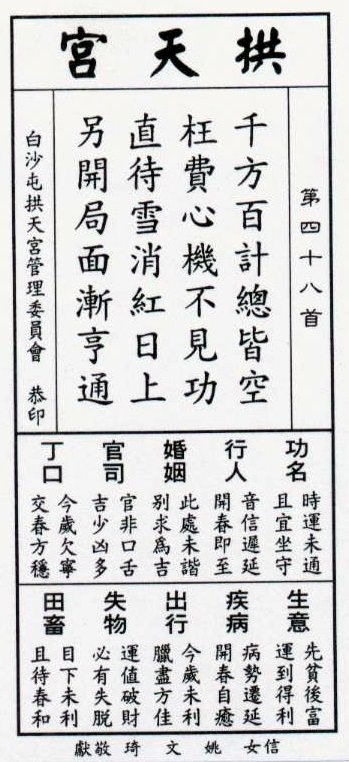 拱天宮
第四十八首
千方百計總皆空
枉費心機不見功
直待雪消紅日上
另開局面漸亨通
白沙屯拱天宮管理委員會 恭印
功名
時運未通
且宜坐守
行人
音信遲延
開春即至
婚姻
此處未諧
別求為吉
官司
官非口舌
吉少凶多
丁口
今歲欠寧
交春方穩
生意
先貧後富
運到得利
疾病
病勢遷延
開春自癒
出行
今歲未利
臘盡方佳
失物
運值破財
必有失脫
田畜
目下未利
且待春和
信女 姚文琦 敬獻